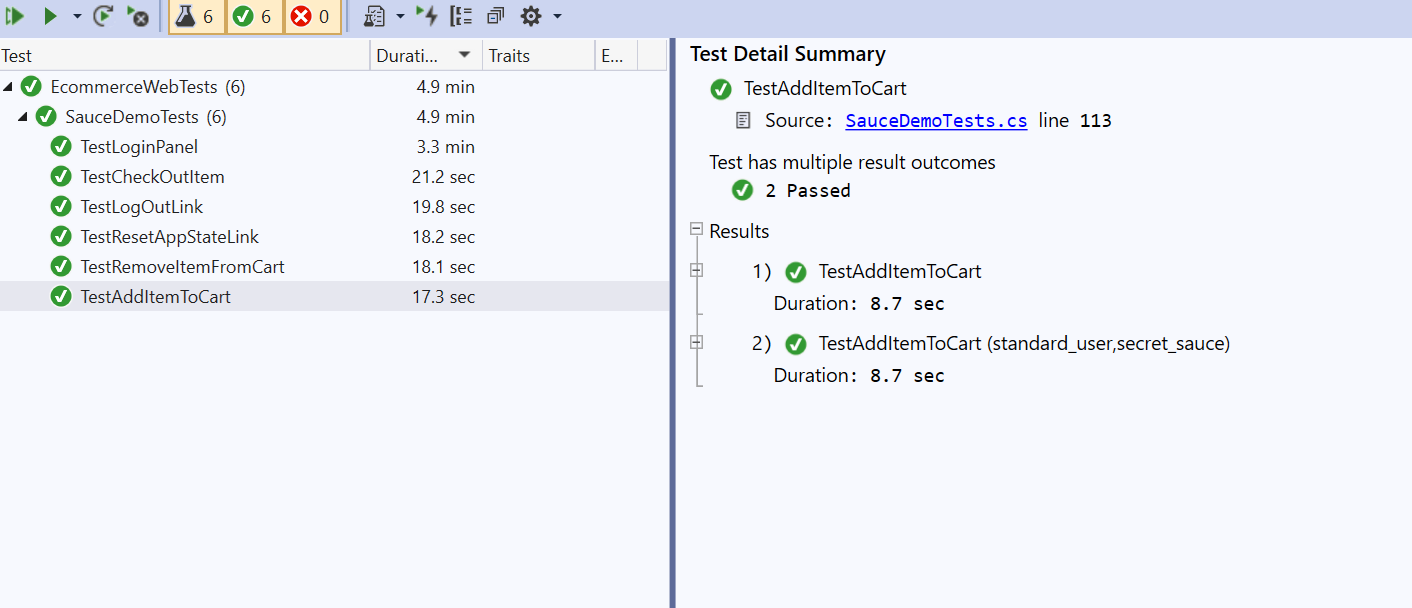 6 6 0
Test Durati... Traits E...
EcommerceWebTests (6) 4.9 min
SauceDemoTests (6) 4.9 min
TestLoginPanel 3.3 min
TestCheckOutItem 21.2 sec
TestLogOutLink 19.8 sec
TestResetAppStateLink 18.2 sec
TestRemoveItemFromCart 18.1 sec
TestAddItemToCart 17.3 sec
Test Detail Summary
TestAddItemToCart
Source: SauceDemoTests.cs line 113
Test has multiple result outcomes
2 Passed
Results
1) TestAddItemToCart
Duration: 8.7 sec
2) TestAddItemToCart (standard_user,secret_sauce)
Duration: 8.7 sec